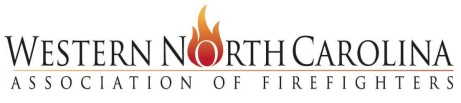 WESTERN NORTH CAROLINA
ASSOCIATION OF FIREFIGHTERS